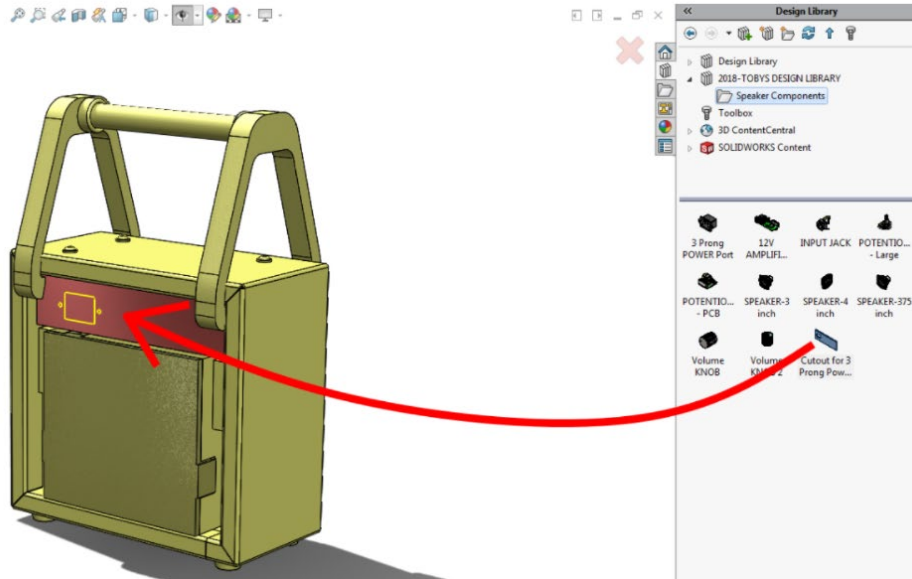 Design Library
Design Library
2018-TOBYS DESIGN LIBRARY
Speaker Components
Toolbox
3D ContentCentral
SOLIDWORKS Content
3 Prong
POWER Port
12V
AMPLIFI...
INPUT JACK
POTENTIO...
- Large
POTENTIO...
- PCB
SPEAKER-3
inch
SPEAKER-4
inch
SPEAKER-375
inch
Volume
KNOB
Volume
KNOB 2
Cutout for 3
Prong Pow...